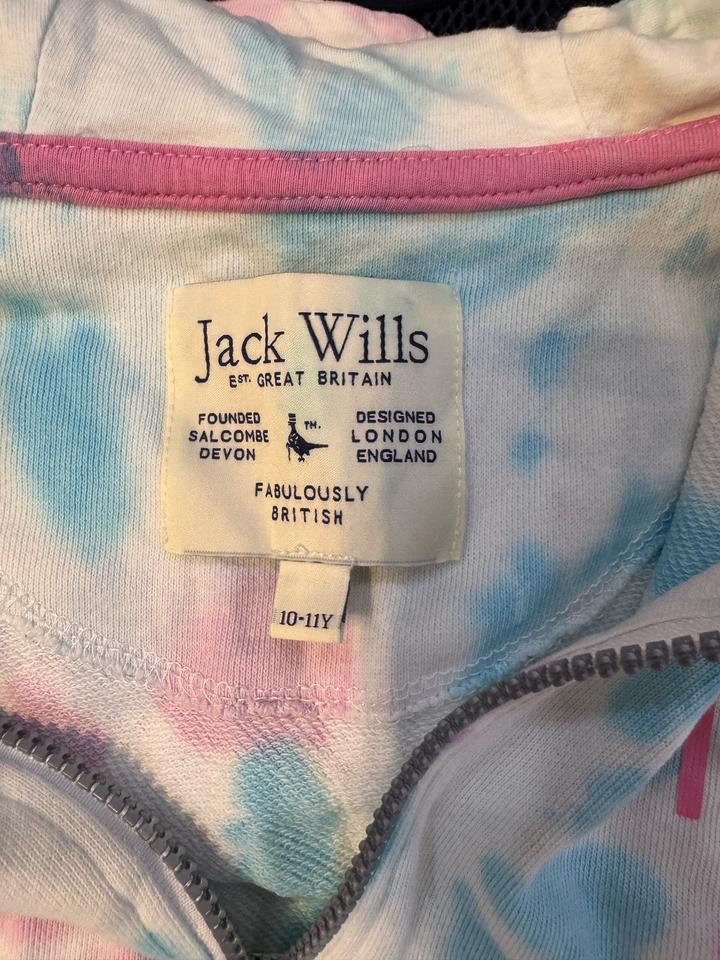 Jack Wills
EST. GREAT BRITAIN
FOUNDED
SALCOMBE
DEVON
TM.
DESIGNED
LONDON
ENGLAND
FABULOUSLY
BRITISH
10-11Y